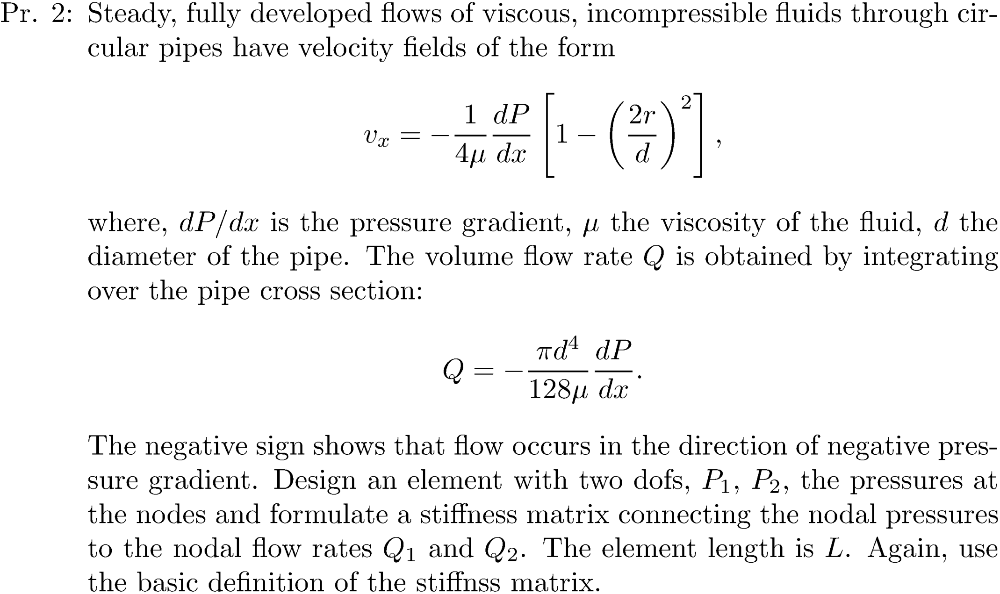 Pr. 2: Steady, fully developed flows of viscous, incompressible fluids through cir-
cular pipes have velocity fields of the form
$v_x = -\frac{1}{4\mu}\frac{dP}{dx}\left[1 - \left(\frac{2r}{d}\right)^2\right],$
where, $dP/dx$ is the pressure gradient, $\mu$ the viscosity of the fluid, $d$ the
diameter of the pipe. The volume flow rate $Q$ is obtained by integrating
over the pipe cross section:
$Q = -\frac{\pi d^4}{128\mu}\frac{dP}{dx}.$
The negative sign shows that flow occurs in the direction of negative pres-
sure gradient. Design an element with two dofs, $P_1$, $P_2$, the pressures at
the nodes and formulate a stiffness matrix connecting the nodal pressures
to the nodal flow rates $Q_1$ and $Q_2$. The element length is $L$. Again, use
the basic definition of the stiffnss matrix.